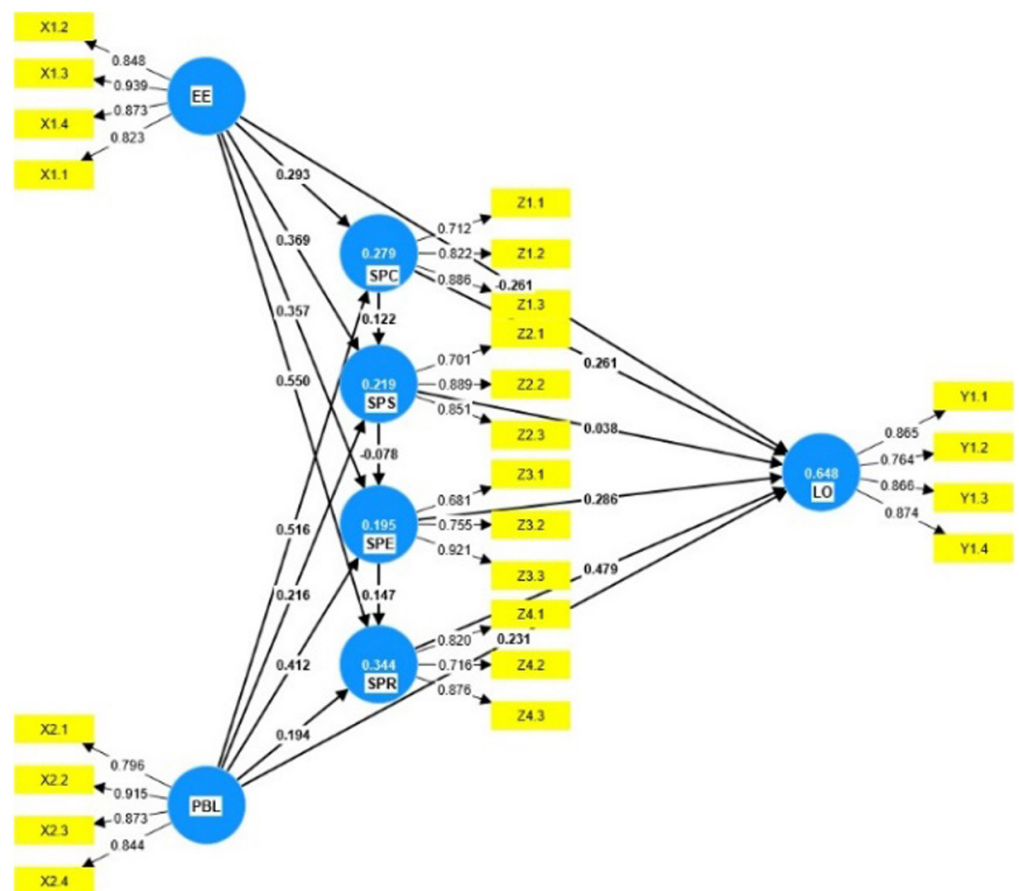 X1.2
0.848
X1.3
0.939
EE
0.873
X1.4
0.823
X1.1
0.293
0.369
0.357
0.550
0.279
SPC
0.712
Z1.1
0.822
Z1.2
0.886
-0.261
Z1.3
0.122
0.261
0.219
SPS
0.701
Z2.1
0.889
Z2.2
0.851
Z2.3
0.038
-0.078
0.195
SPE
0.681
Z3.1
0.286
0.755
Z3.2
0.921
Z3.3
0.479
0.147
0.344
SPR
0.820
Z4.1
0.231
0.716
Z4.2
0.876
Z4.3
0.648
LO
0.865
Y1.1
0.764
Y1.2
0.866
Y1.3
0.874
Y1.4
0.516
0.216
0.412
0.194
X2.1
0.796
X2.2
0.915
PBL
0.873
X2.3
0.844
X2.4